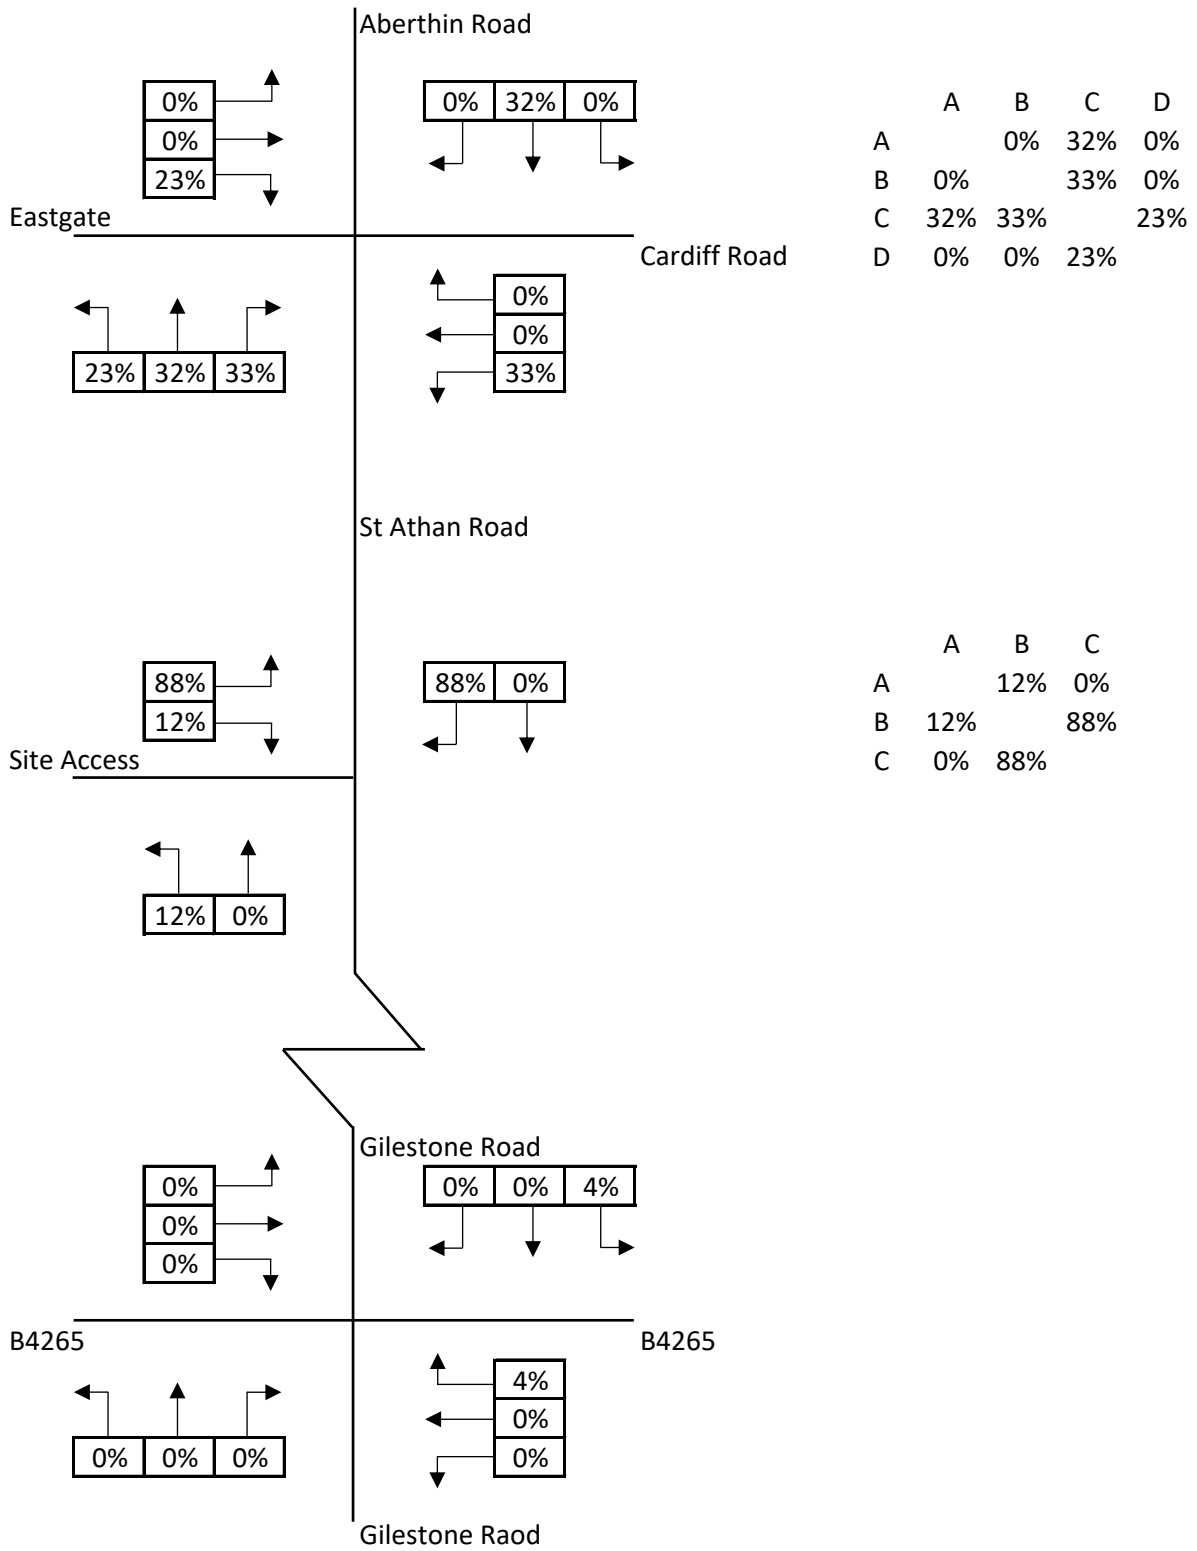 Aberthin Road
0%
0% 32% 0%
0%
23%
A B C D
A 0% 32% 0%
B 0% 33% 0%
C 32% 33% 23%
D 0% 0% 23%
Eastgate
Cardiff Road
0%
0%
33%
23% 32% 33%
St Athan Road
88%
12%
88% 0%
A B C
A 12% 0%
B 12% 88%
C 0% 88%
Site Access
12% 0%
Gilestone Road
0%
0%
0%
0% 0% 4%
B4265
B4265
4%
0%
0%
0% 0% 0%
Gilestone Raod